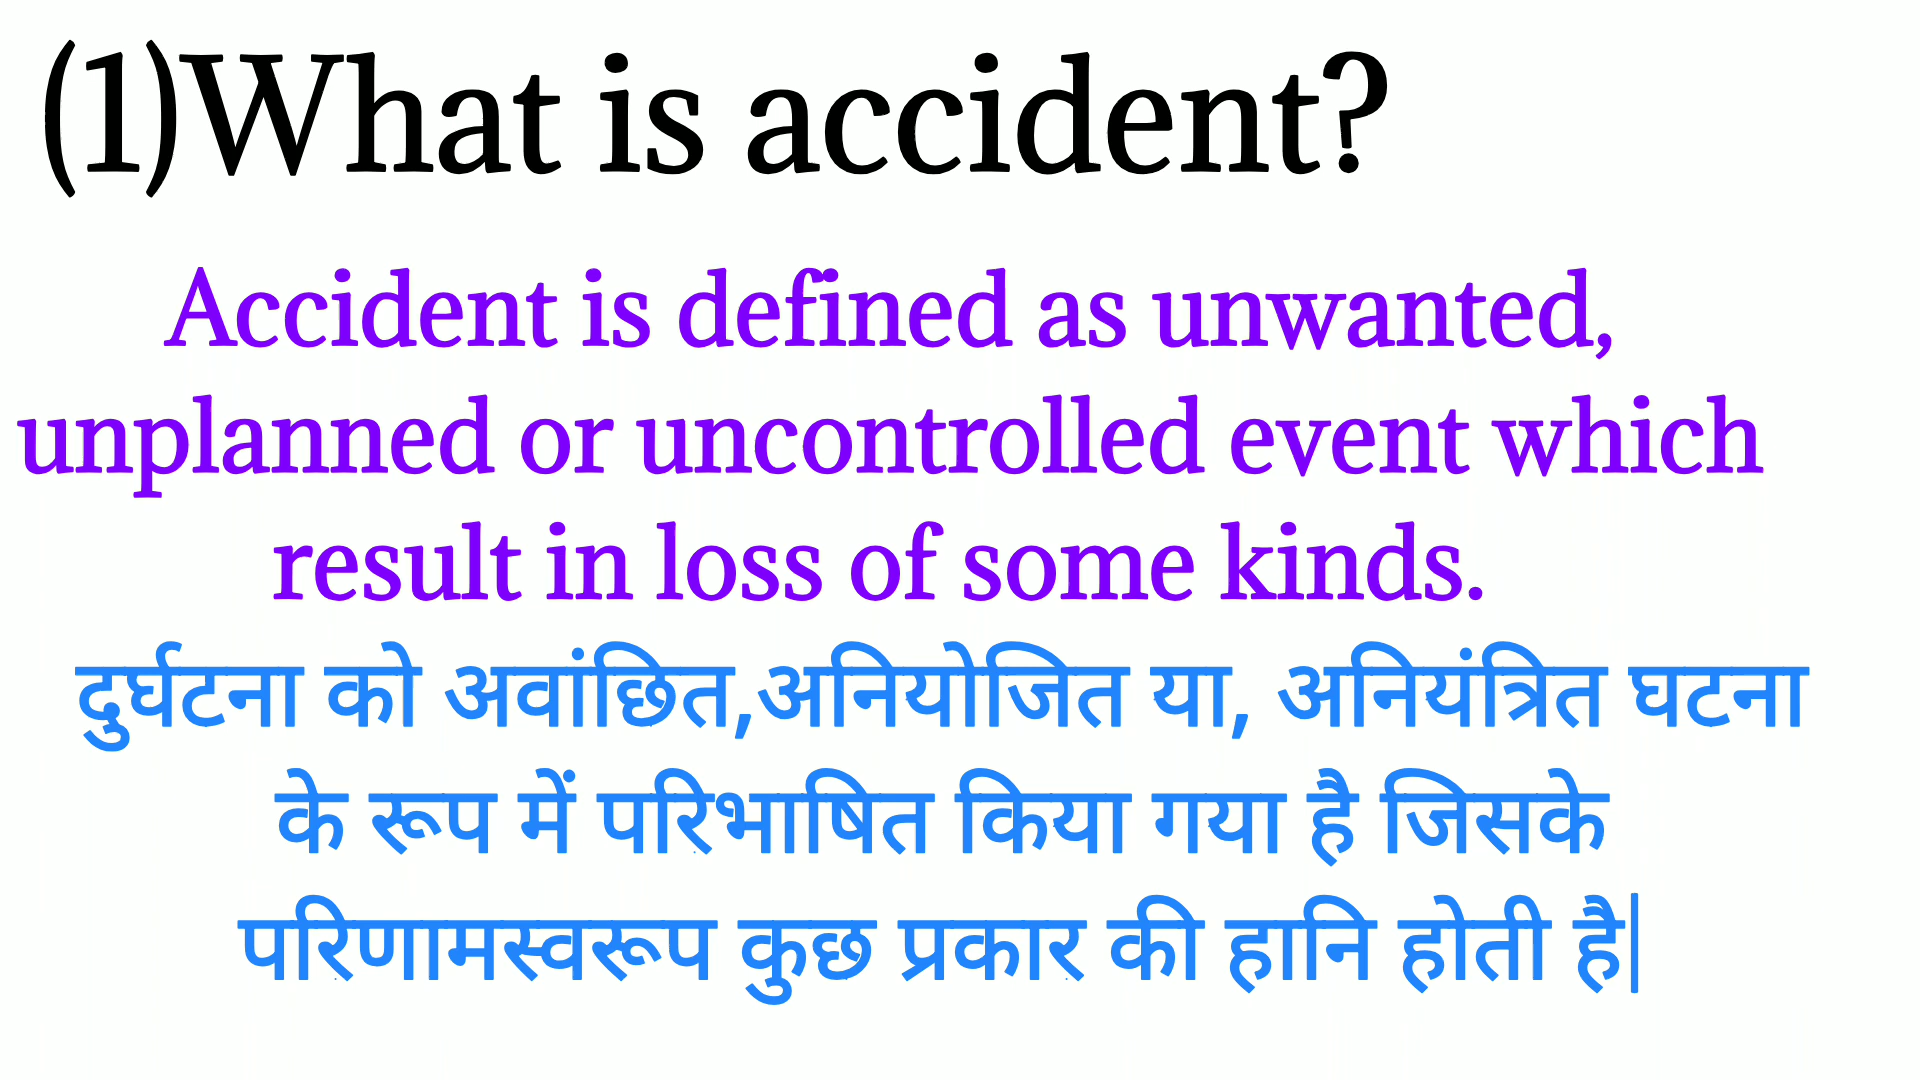 (1)What is accident?
Accident is defined as unwanted,
unplanned or uncontrolled event which
result in loss of some kinds.
दुर्घटना को अवांछित,अनियोजित या, अनियंत्रित घटना
के रूप में परिभाषित किया गया है जिसके
परिणामस्वरूप कुछ प्रकार की हानि होती है|